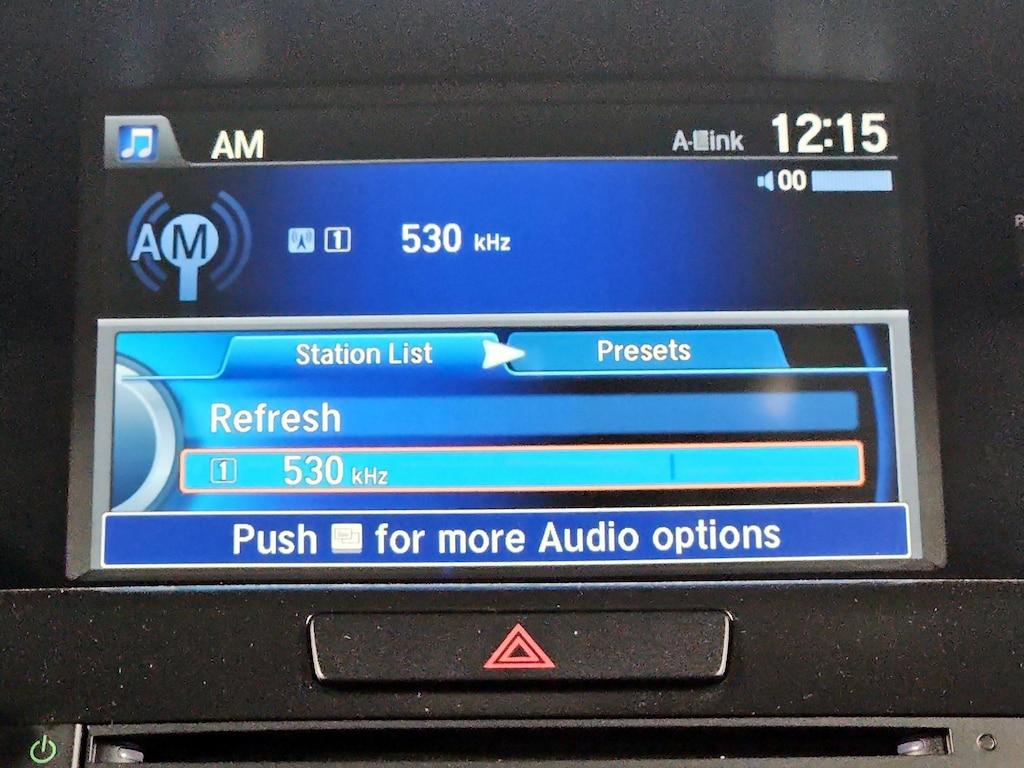 AM
A-Link
12:15
00
AM
1 530 kHz
Station List
Presets
Refresh
1 530 kHz
Push for more Audio options